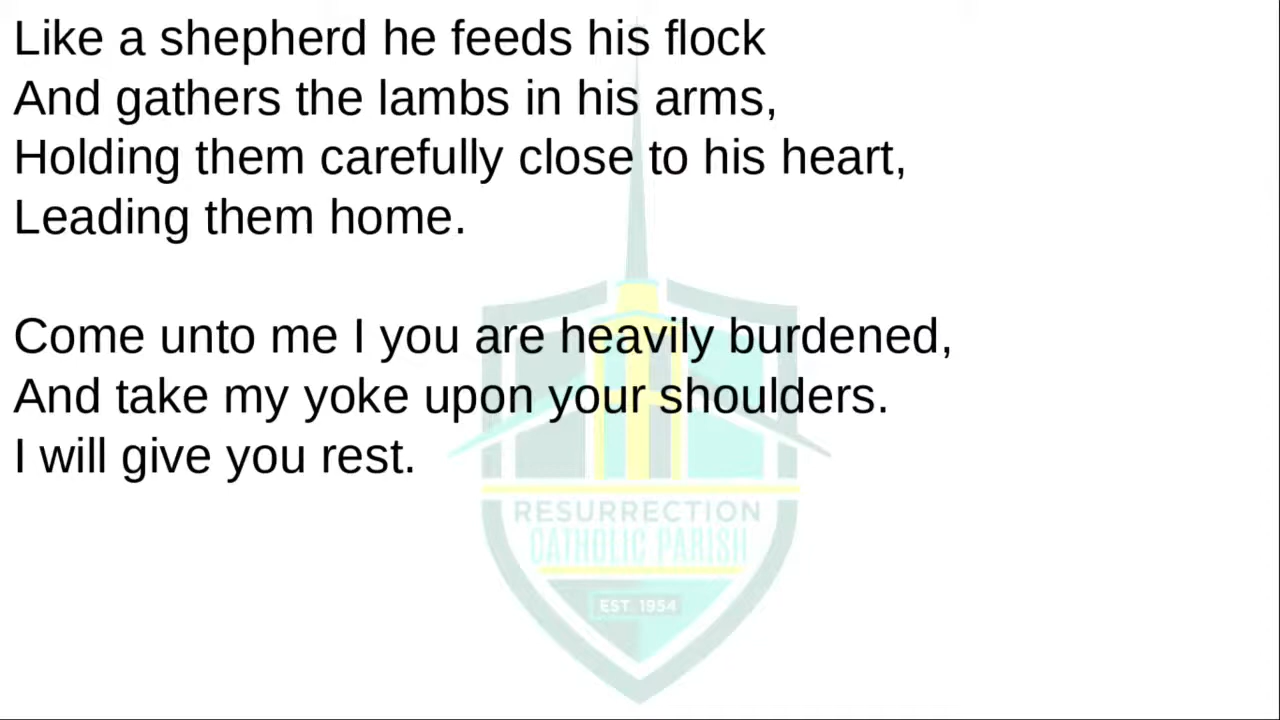 Like a shepherd he feeds his flock
And gathers the lambs in his arms,
Holding them carefully close to his heart,
Leading them home.
Come unto me I you are heavily burdened,
And take my yoke upon your shoulders.
I will give you rest.
RESURRECTION
CATHOLIC PARISH
EST. 1954